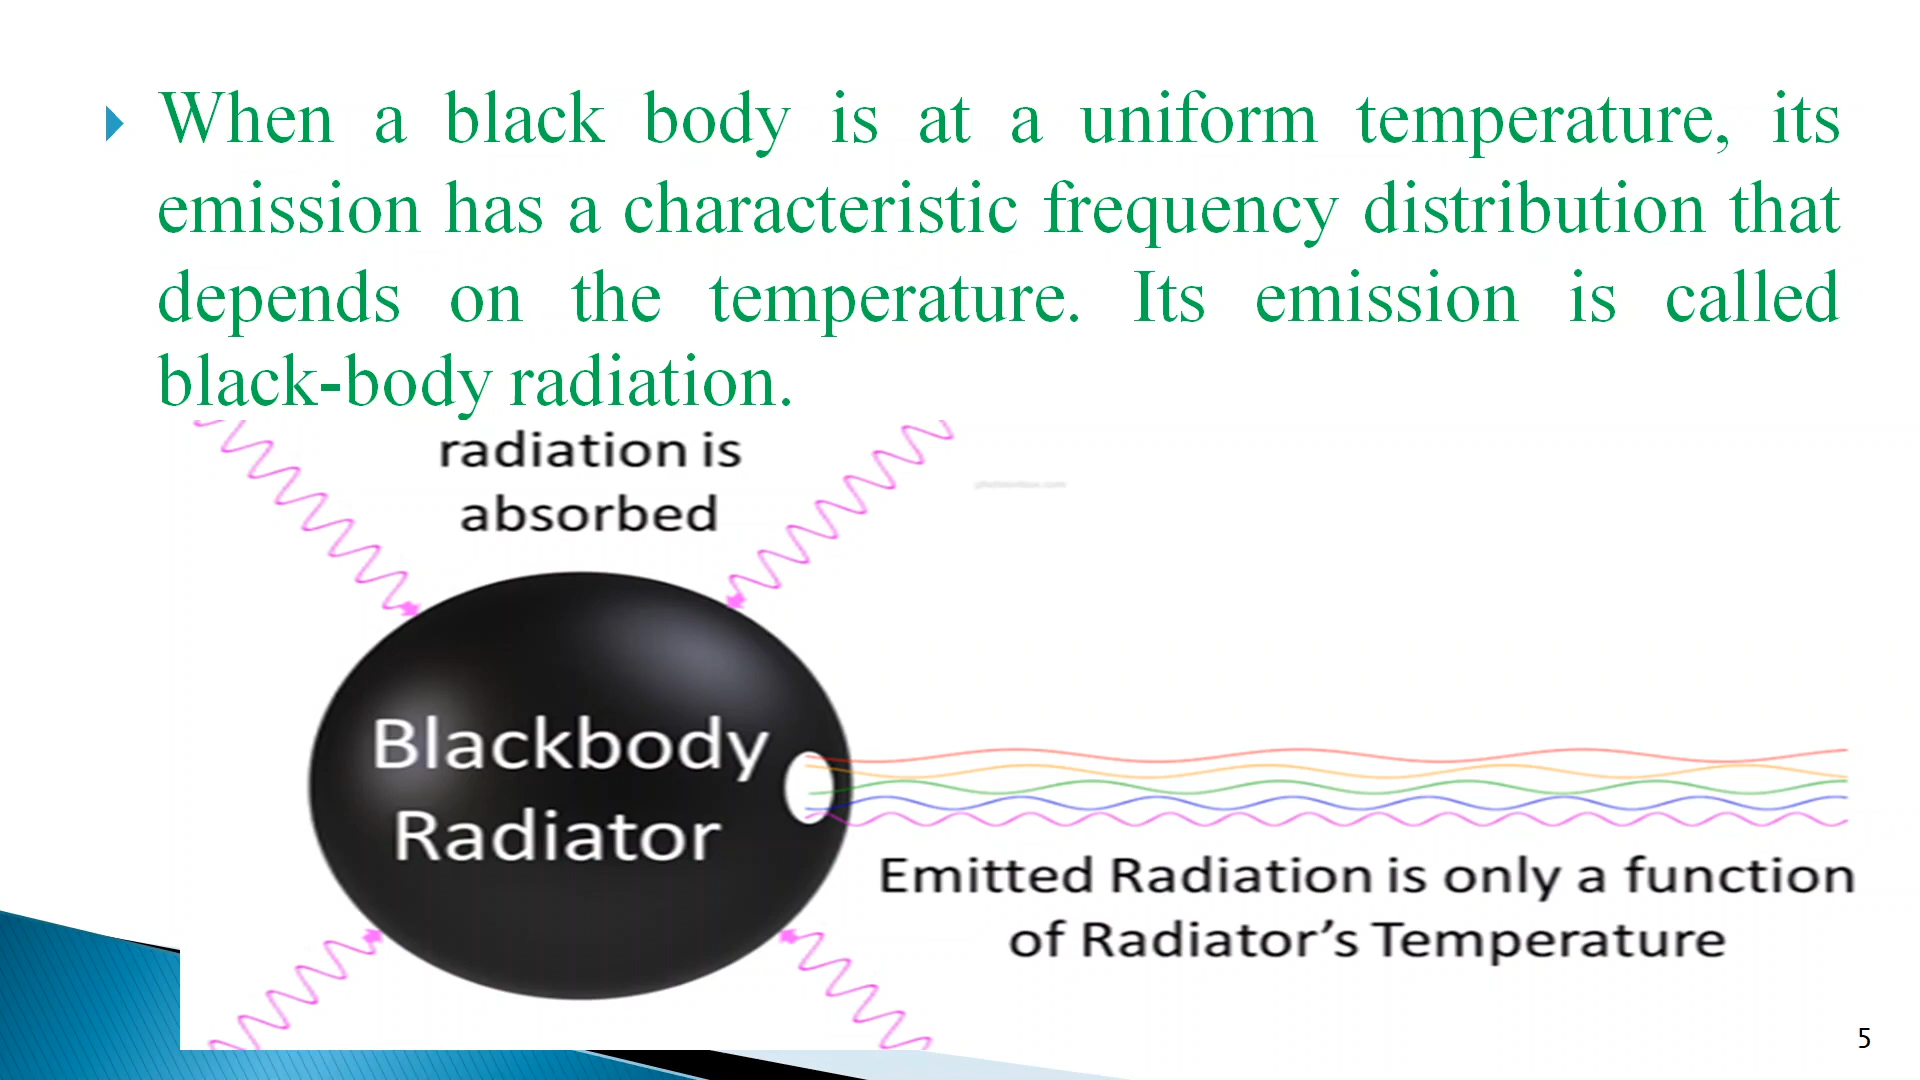 When a black body is at a uniform temperature, its
emission has a characteristic frequency distribution that
depends on the temperature. Its emission is called
black-body radiation.
radiation is
absorbed
Blackbody
Radiator
Emitted Radiation is only a function
of Radiator’s Temperature
5